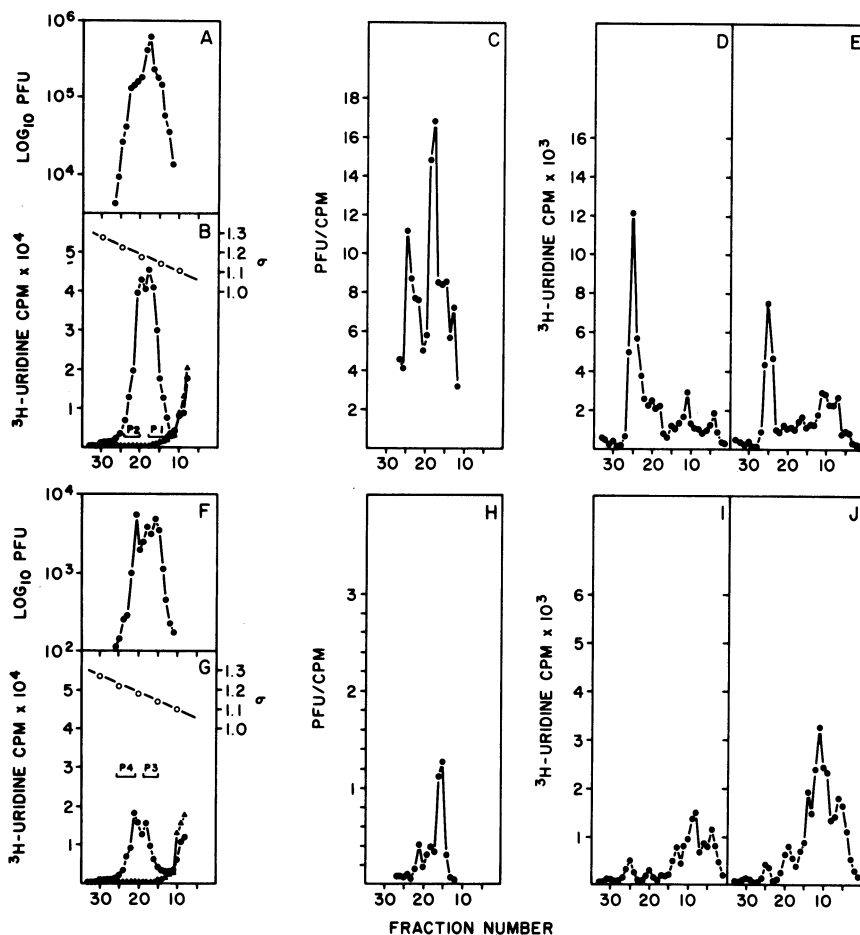 A
LOG₁₀ PFU
10⁶
10⁵
10⁴
B
³H-URIDINE CPM x 10⁴
5
4
3
2
1
1.3
1.2
1.1
1.0
σ
P2
P1
30
20
10
C
PFU/CPM
18
16
14
12
10
8
6
4
2
30
20
10
D
³H-URIDINE CPM x 10³
16
14
12
10
8
6
4
2
30
20
10
E
30
20
10
F
LOG₁₀ PFU
10⁴
10³
10²
G
³H-URIDINE CPM x 10⁴
5
4
3
2
1
1.3
1.2
1.1
1.0
σ
P4
P3
30
20
10
H
PFU/CPM
3
2
1
30
20
10
I
³H-URIDINE CPM x 10³
6
5
4
3
2
1
30
20
10
J
30
20
10
FRACTION NUMBER